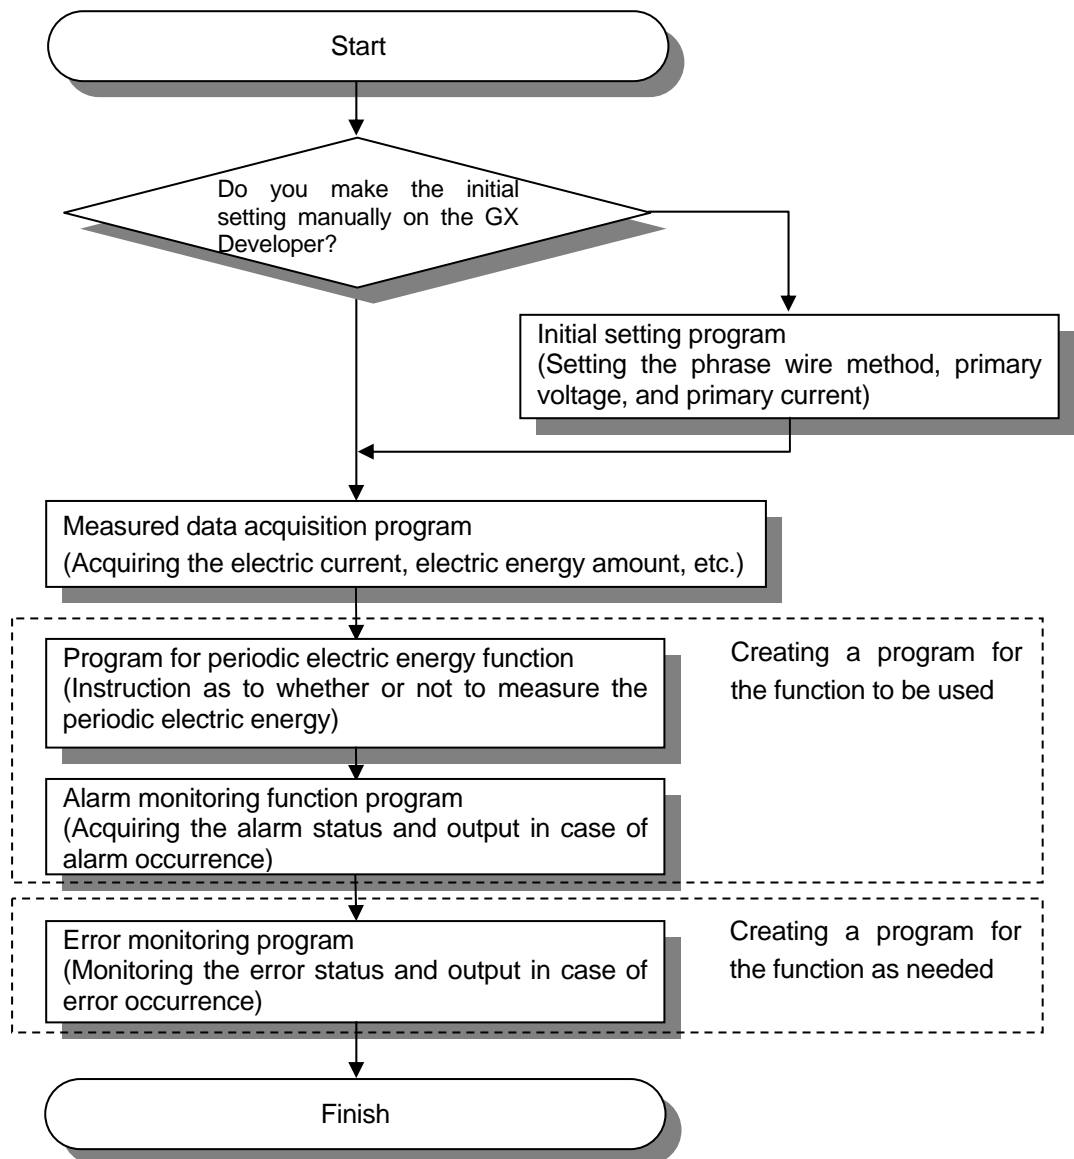 Start
Do you make the initial
setting manually on the GX
Developer?
Initial setting program
(Setting the phrase wire method, primary
voltage, and primary current)
Measured data acquisition program
(Acquiring the electric current, electric energy amount, etc.)
Program for periodic electric energy function
(Instruction as to whether or not to measure the
periodic electric energy)
Creating a program for
the function to be used
Alarm monitoring function program
(Acquiring the alarm status and output in case of
alarm occurrence)
Error monitoring program
(Monitoring the error status and output in case of
error occurrence)
Creating a program for
the function as needed
Finish